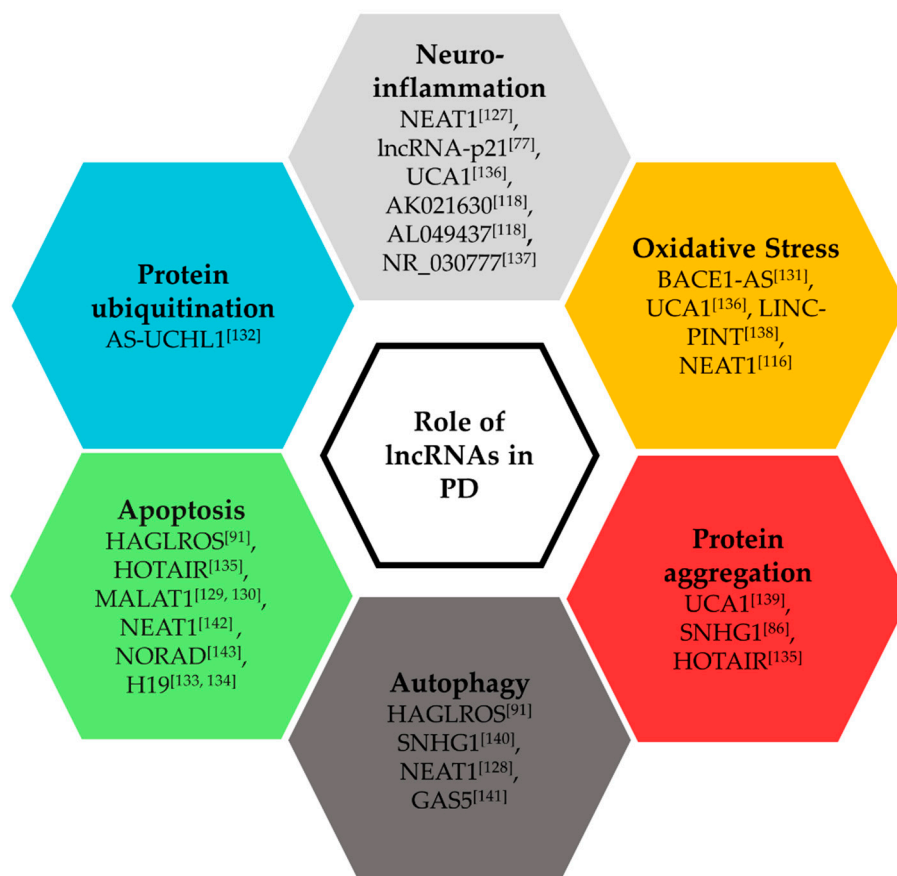 Neuro-
inflammation
NEAT1[127],
lncRNA-p21[77],
UCA1[136],
AK021630[118],
AL049437[118],
NR_030777[137]
Oxidative Stress
BACE1-AS[131],
UCA1[136], LINC-
PINT[138],
NEAT1[116]
Protein
aggregation
UCA1[139],
SNHG1[86],
HOTAIR[135]
Autophagy
HAGLROS[91]
SNHG1[140],
NEAT1[128],
GAS5[141]
Apoptosis
HAGLROS[91],
HOTAIR[135],
MALAT1[129, 130],
NEAT1[142] ,
NORAD[143],
H19[133, 134]
Protein
ubiquitination
AS-UCHL1[132]
Role of
lncRNAs in
PD